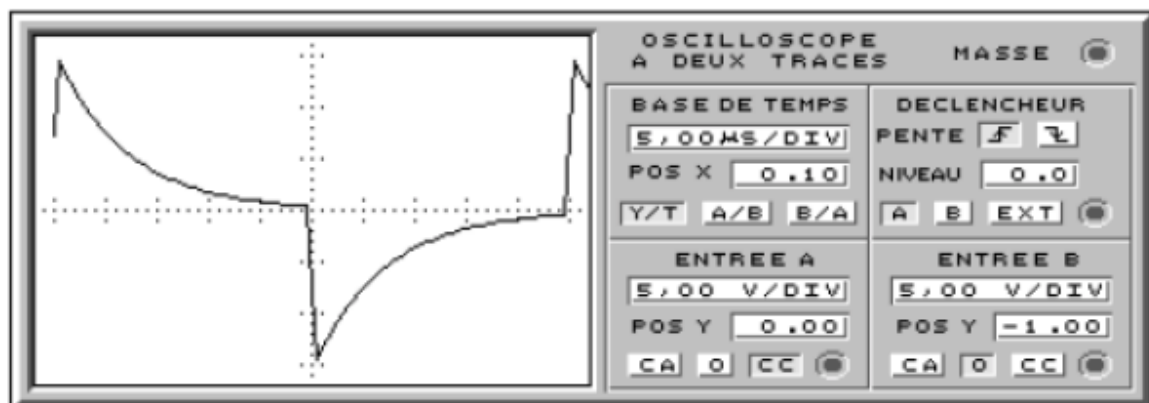 OSCILLOSCOPE
A DEUX TRACES
MASSE
BASE DE TEMPS
5,00µS/DIV
POS X 0.10
Y/T A/B B/A
DECLENCHEUR
PENTE
NIVEAU 0.0
A B EXT
ENTREE A
5,00 V/DIV
POS Y 0.00
CA 0 CC
ENTREE B
5,00 V/DIV
POS Y -1.00
CA 0 CC